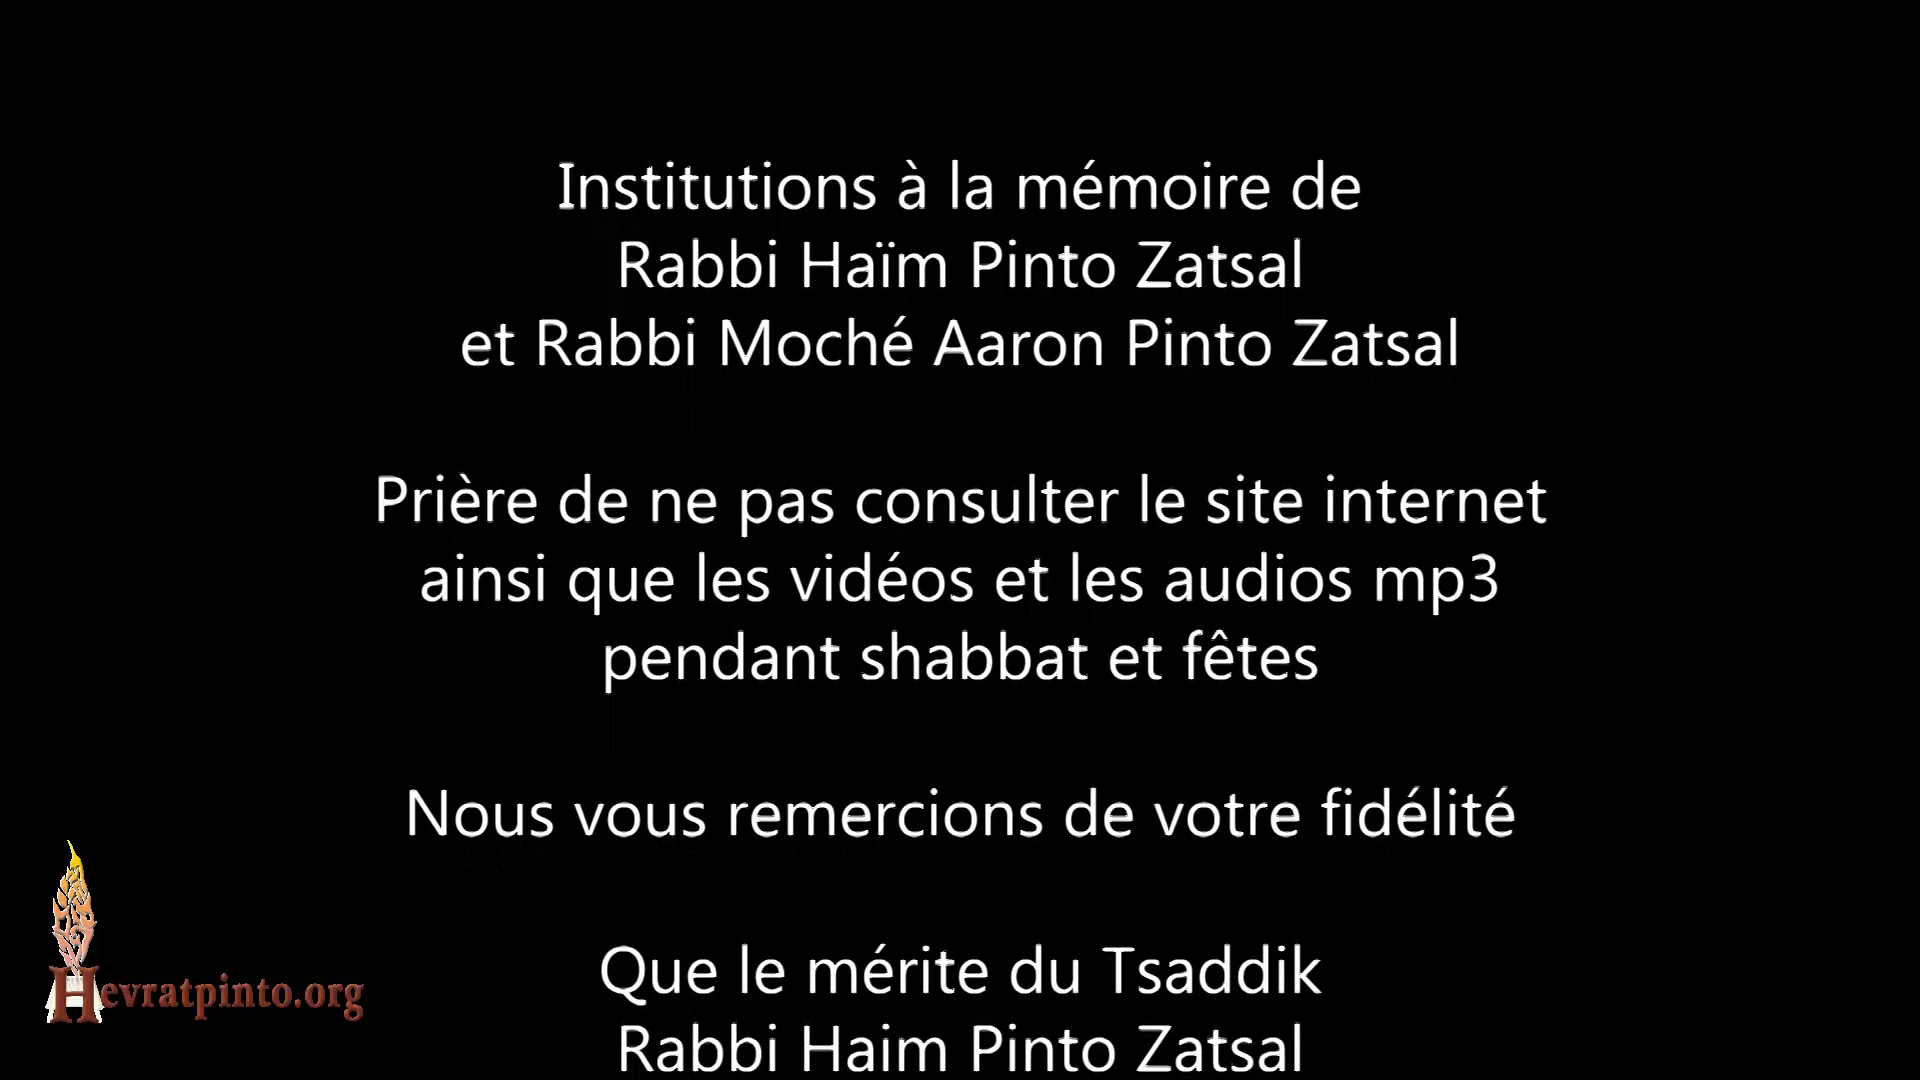 Institutions à la mémoire de
Rabbi Haïm Pinto Zatsal
et Rabbi Moché Aaron Pinto Zatsal
Prière de ne pas consulter le site internet
ainsi que les vidéos et les audios mp3
pendant shabbat et fêtes
Nous vous remercions de votre fidélité
Que le mérite du Tsaddik
Rabbi Haim Pinto Zatsal
Hevratpinto.org